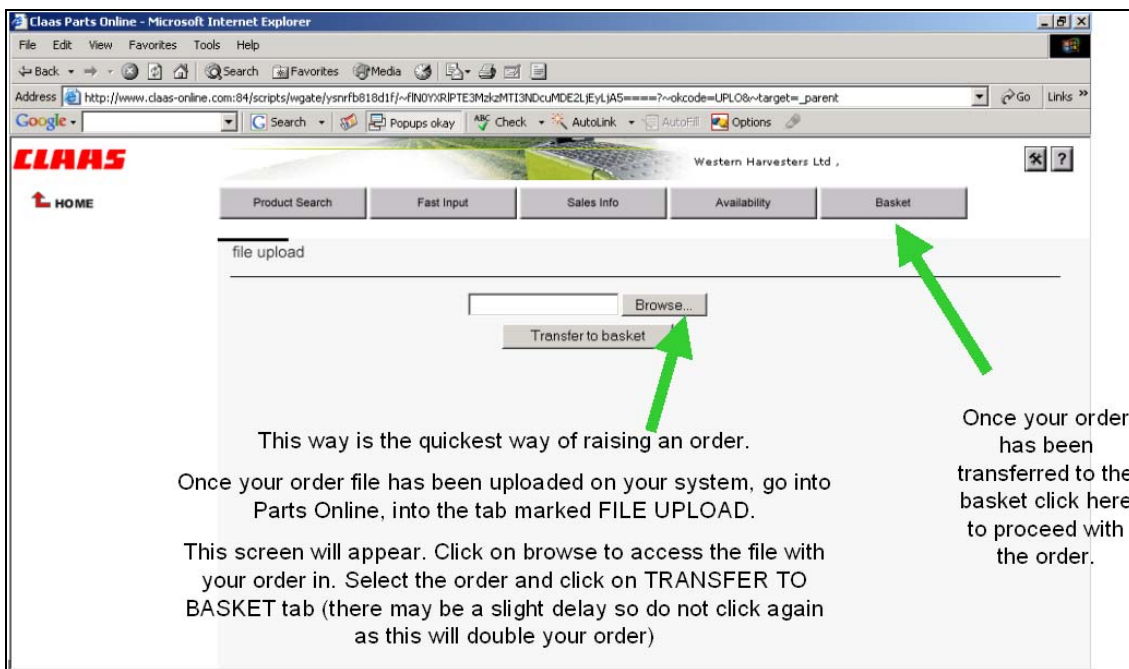 Claas Parts Online - Microsoft Internet Explorer
File Edit View Favorites Tools Help
Back Search Favorites Media
Address http://www.claas-online.com:84/scripts/wgate/ysnrfb818d1f/~flN0YXRlPTE3MzkzMTI3NDcuMDE2LjEyLjA5====?~okcode=UPLO&~target=_parent Go Links »
Google Search Popups okay ABC Check AutoLink AutoFill Options
CLAAS
Western Harvesters Ltd ,
?
HOME
Product Search Fast Input Sales Info Availability Basket
file upload
Browse...
Transfer to basket
This way is the quickest way of raising an order.
Once your order file has been uploaded on your system, go into
Parts Online, into the tab marked FILE UPLOAD.
This screen will appear. Click on browse to access the file with
your order in. Select the order and click on TRANSFER TO
BASKET tab (there may be a slight delay so do not click again
as this will double your order)
Once your order
has been
transferred to the
basket click here
to proceed with
the order.